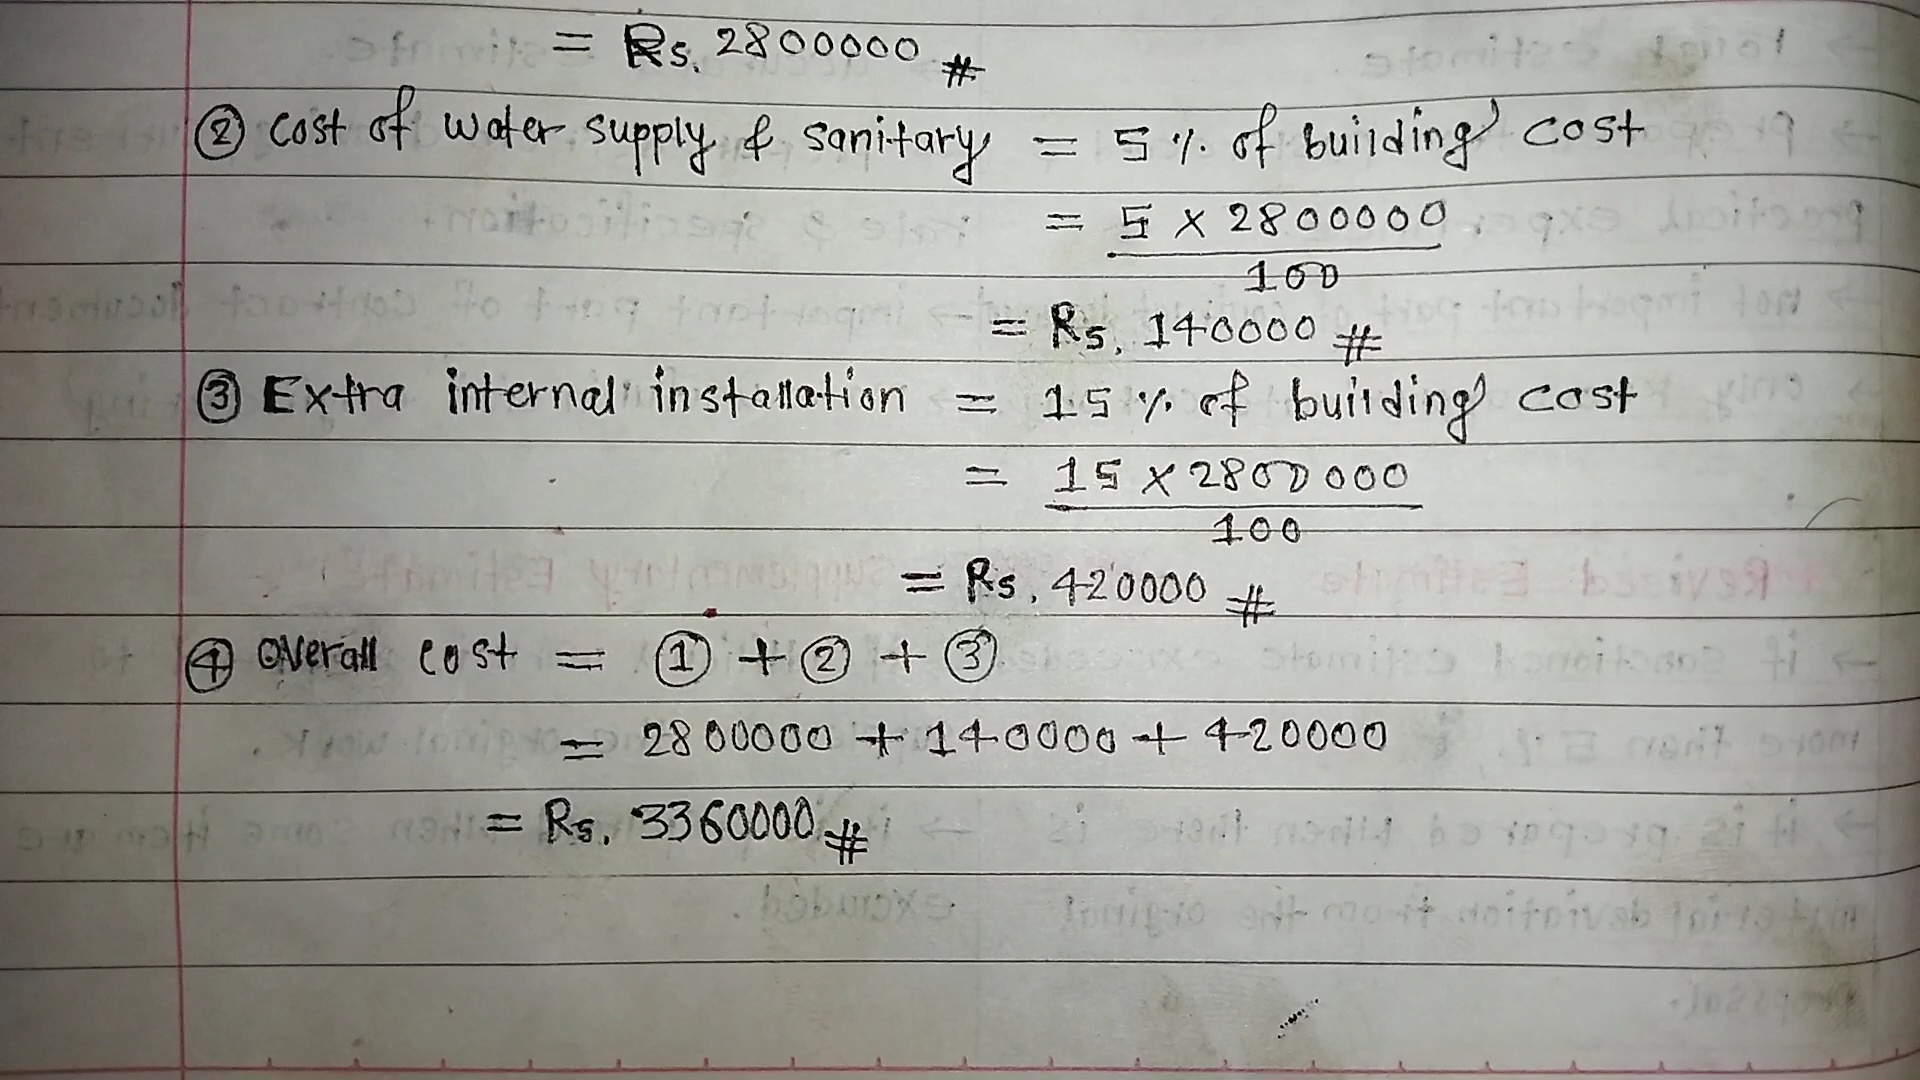 = Rs. 2800000 #
② Cost of water supply & sanitary = 5 % of building cost
= 5 × 2800000
100
= Rs. 140000 #
③ Extra internal installation = 15 % of building cost
= 15 × 2800000
100
= Rs. 420000 #
④ Overall cost = ① + ② + ③
= 2800000 + 140000 + 420000
= Rs. 3360000 #